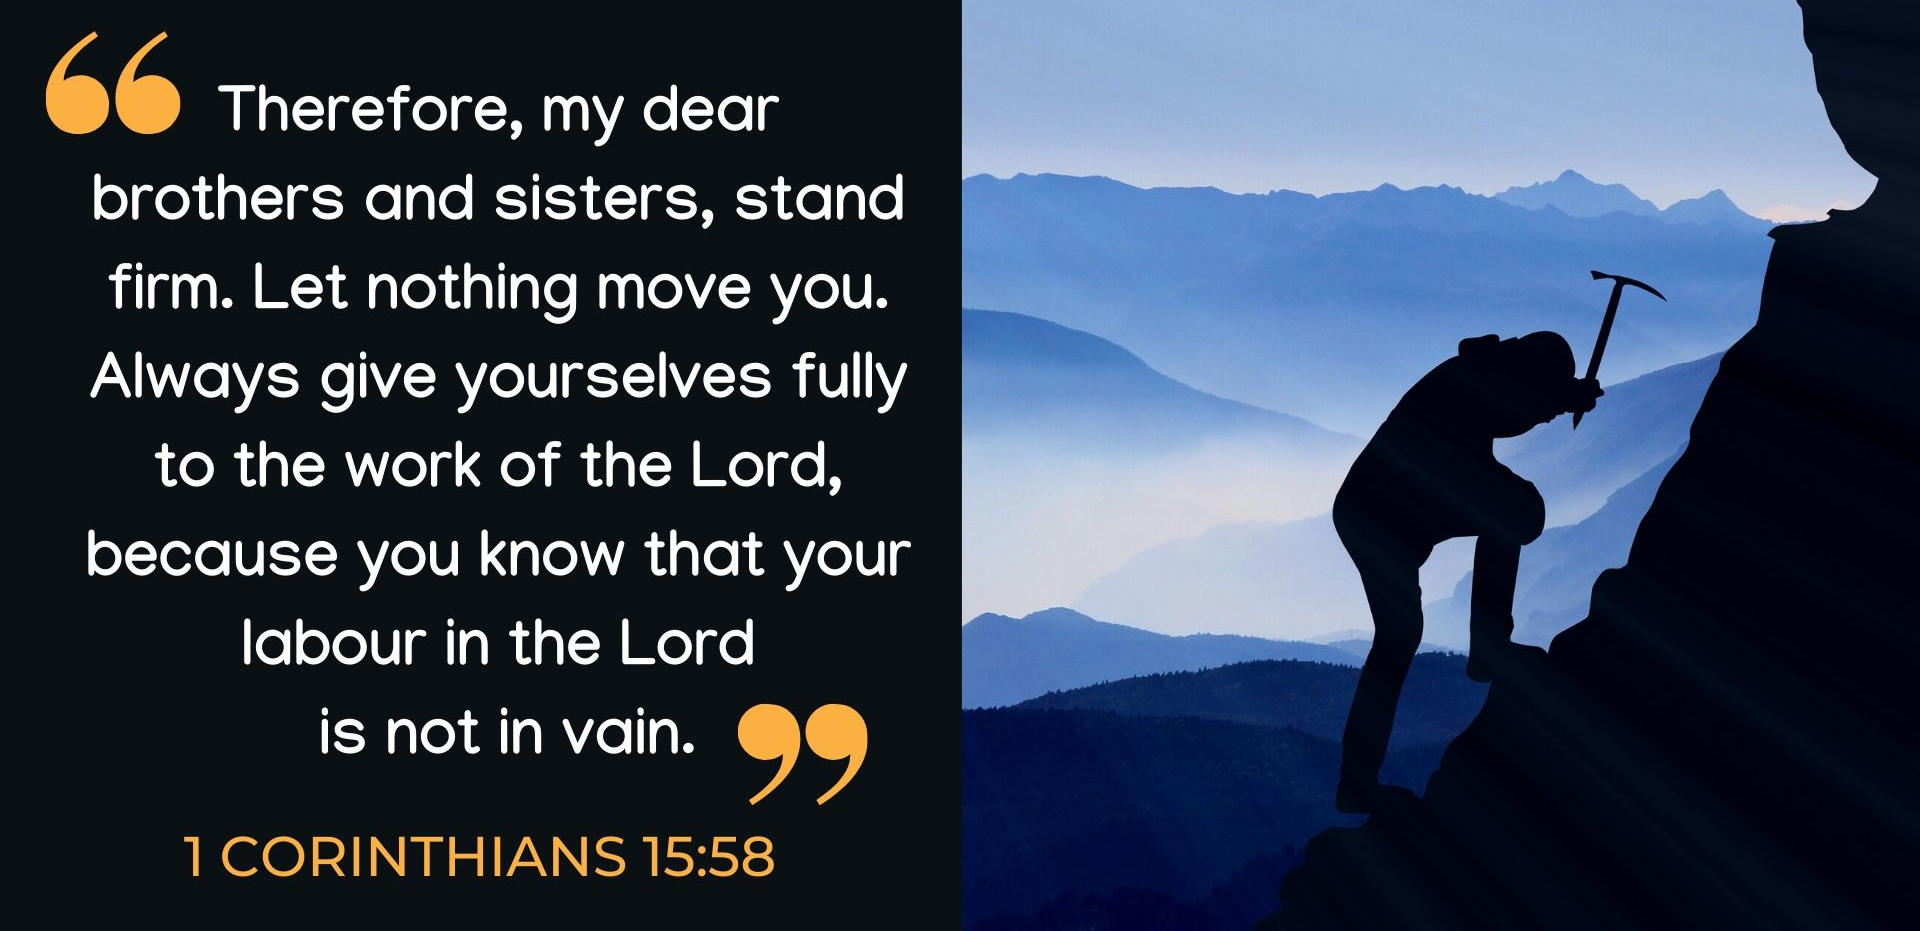 “ Therefore, my dear
brothers and sisters, stand
firm. Let nothing move you.
Always give yourselves fully
to the work of the Lord,
because you know that your
labour in the Lord
is not in vain. ”
1 CORINTHIANS 15:58